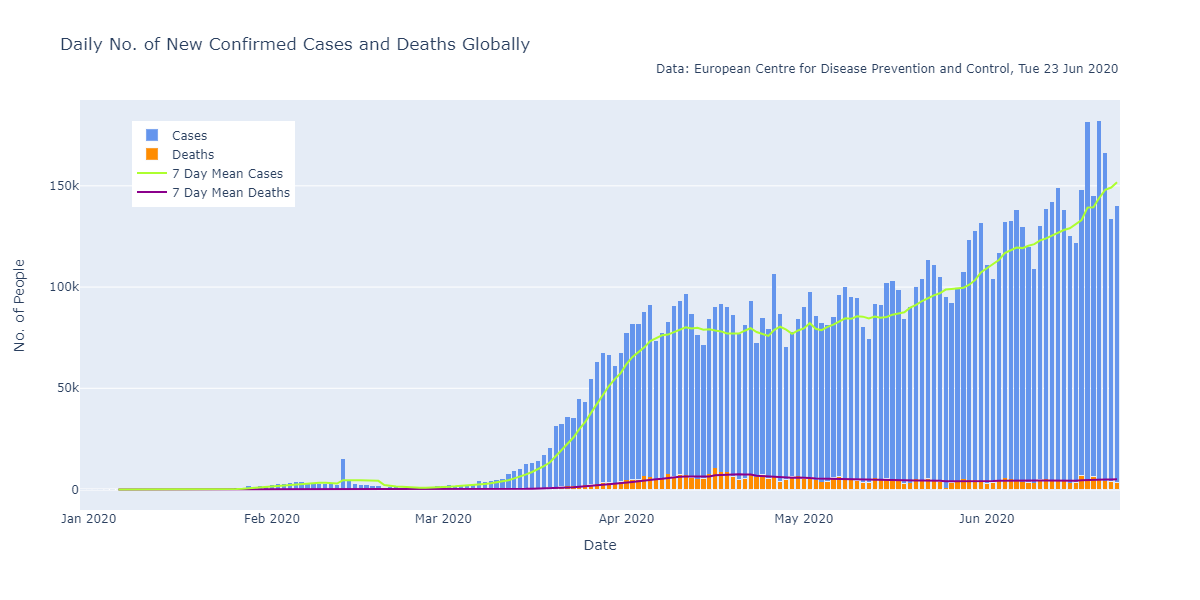 Daily No. of New Confirmed Cases and Deaths Globally
Data: European Centre for Disease Prevention and Control, Tue 23 Jun 2020
Cases
Deaths
7 Day Mean Cases
7 Day Mean Deaths
150k
100k
50k
0
No. of People
Jan 2020 Feb 2020 Mar 2020 Apr 2020 May 2020 Jun 2020
Date